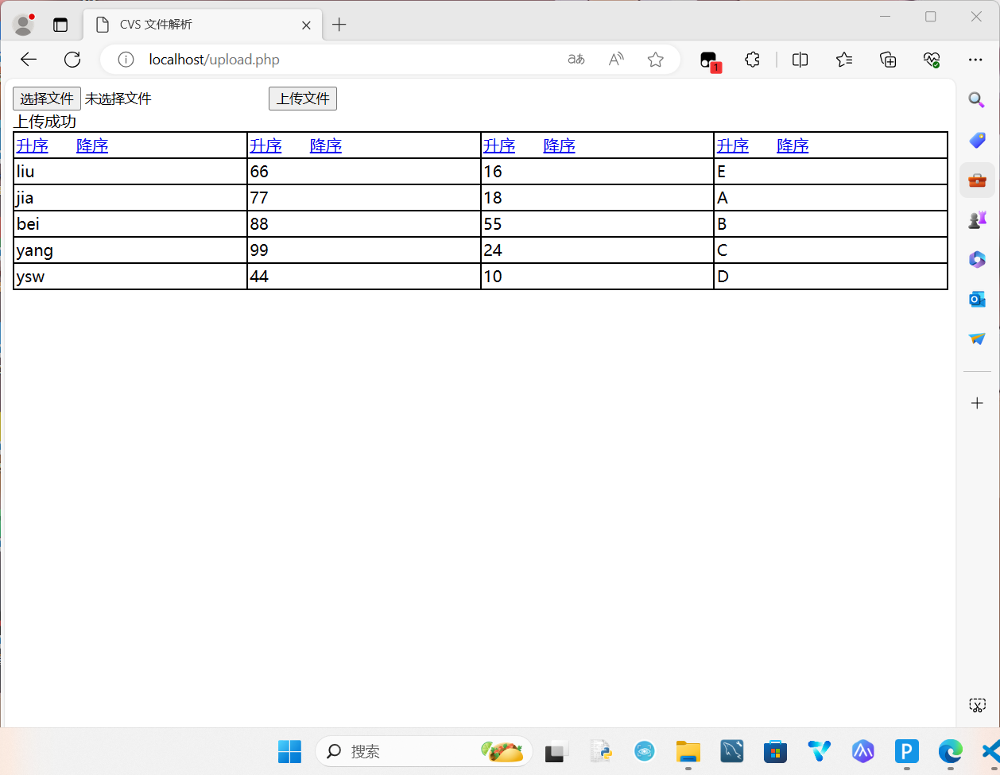 CVS 文件解析
localhost/upload.php
aあ
A
1
选择文件 未选择文件 上传文件
上传成功
升序 降序 升序 降序 升序 降序 升序 降序
liu 66 16 E
jia 77 18 A
bei 88 55 B
yang 99 24 C
ysw 44 10 D
搜索
P